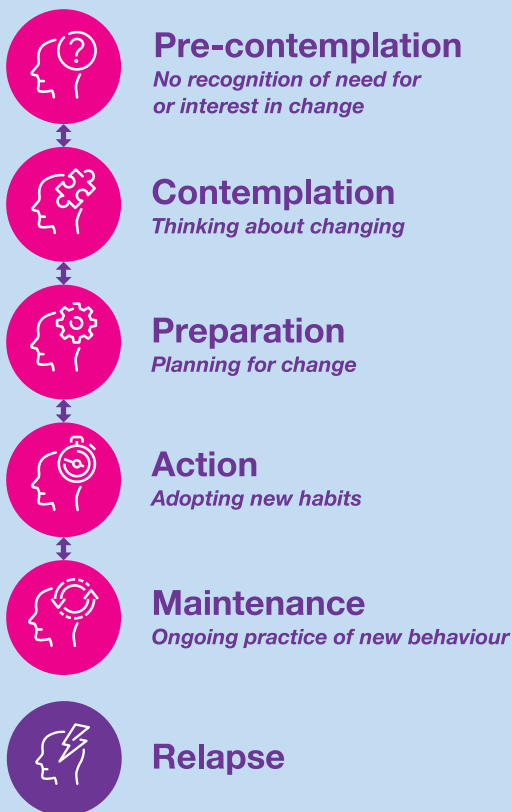 ?
Pre-contemplation
No recognition of need for
or interest in change
Contemplation
Thinking about changing
Preparation
Planning for change
Action
Adopting new habits
Maintenance
Ongoing practice of new behaviour
Relapse